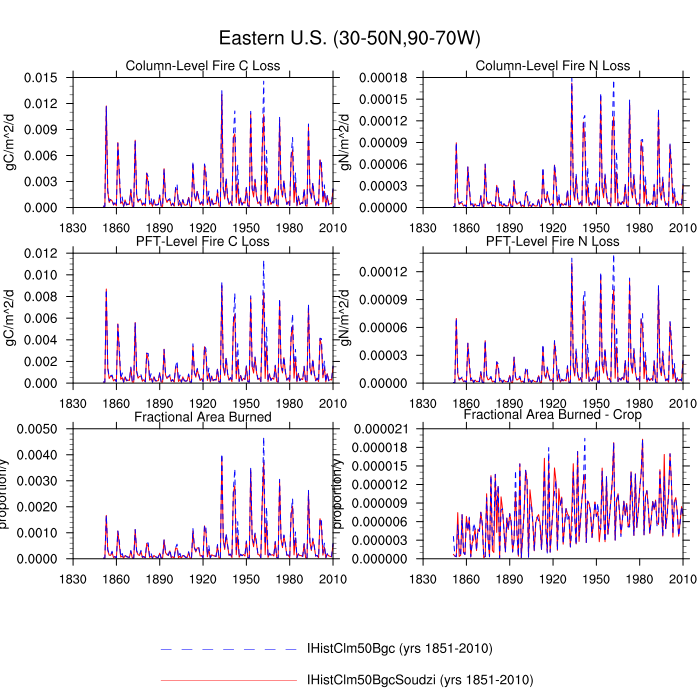 Eastern U.S. (30-50N,90-70W)
Column-Level Fire C Loss
Column-Level Fire N Loss
0.015
0.012
0.009
0.006
0.003
0.000
gC/m^2/d
1830 1860 1890 1920 1950 1980 2010
0.00018
0.00015
0.00012
0.00009
0.00006
0.00003
0.00000
gN/m^2/d
1830 1860 1890 1920 1950 1980 2010
PFT-Level Fire C Loss
PFT-Level Fire N Loss
0.012
0.010
0.008
0.006
0.004
0.002
0.000
gC/m^2/d
1830 1860 1890 1920 1950 1980 2010
0.00012
0.00009
0.00006
0.00003
0.00000
gN/m^2/d
1830 1860 1890 1920 1950 1980 2010
Fractional Area Burned
Fractional Area Burned - Crop
0.0050
0.0040
0.0030
0.0020
0.0010
0.0000
proportion/y
1830 1860 1890 1920 1950 1980 2010
0.000021
0.000018
0.000015
0.000012
0.000009
0.000006
0.000003
0.000000
proportion/y
1830 1860 1890 1920 1950 1980 2010
IHistClm50Bgc (yrs 1851-2010)
IHistClm50BgcSoudzi (yrs 1851-2010)